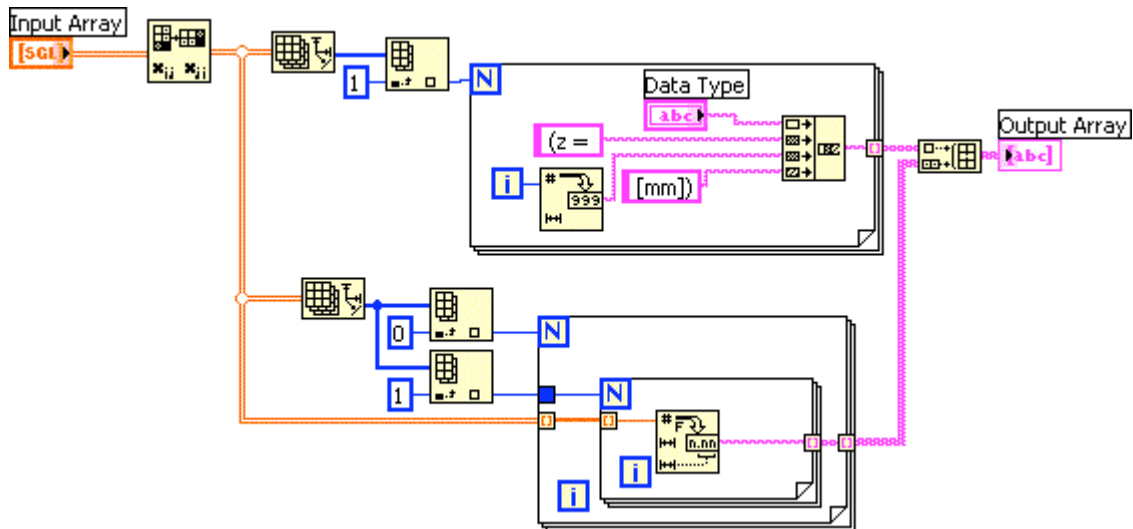 Input Array
[SGL]
x i,j x j,i
1
N
Data Type
abc
(z =
i
#
999
[mm])
Output Array
[abc]
0
N
1
N
#
F
n.nn
i
i